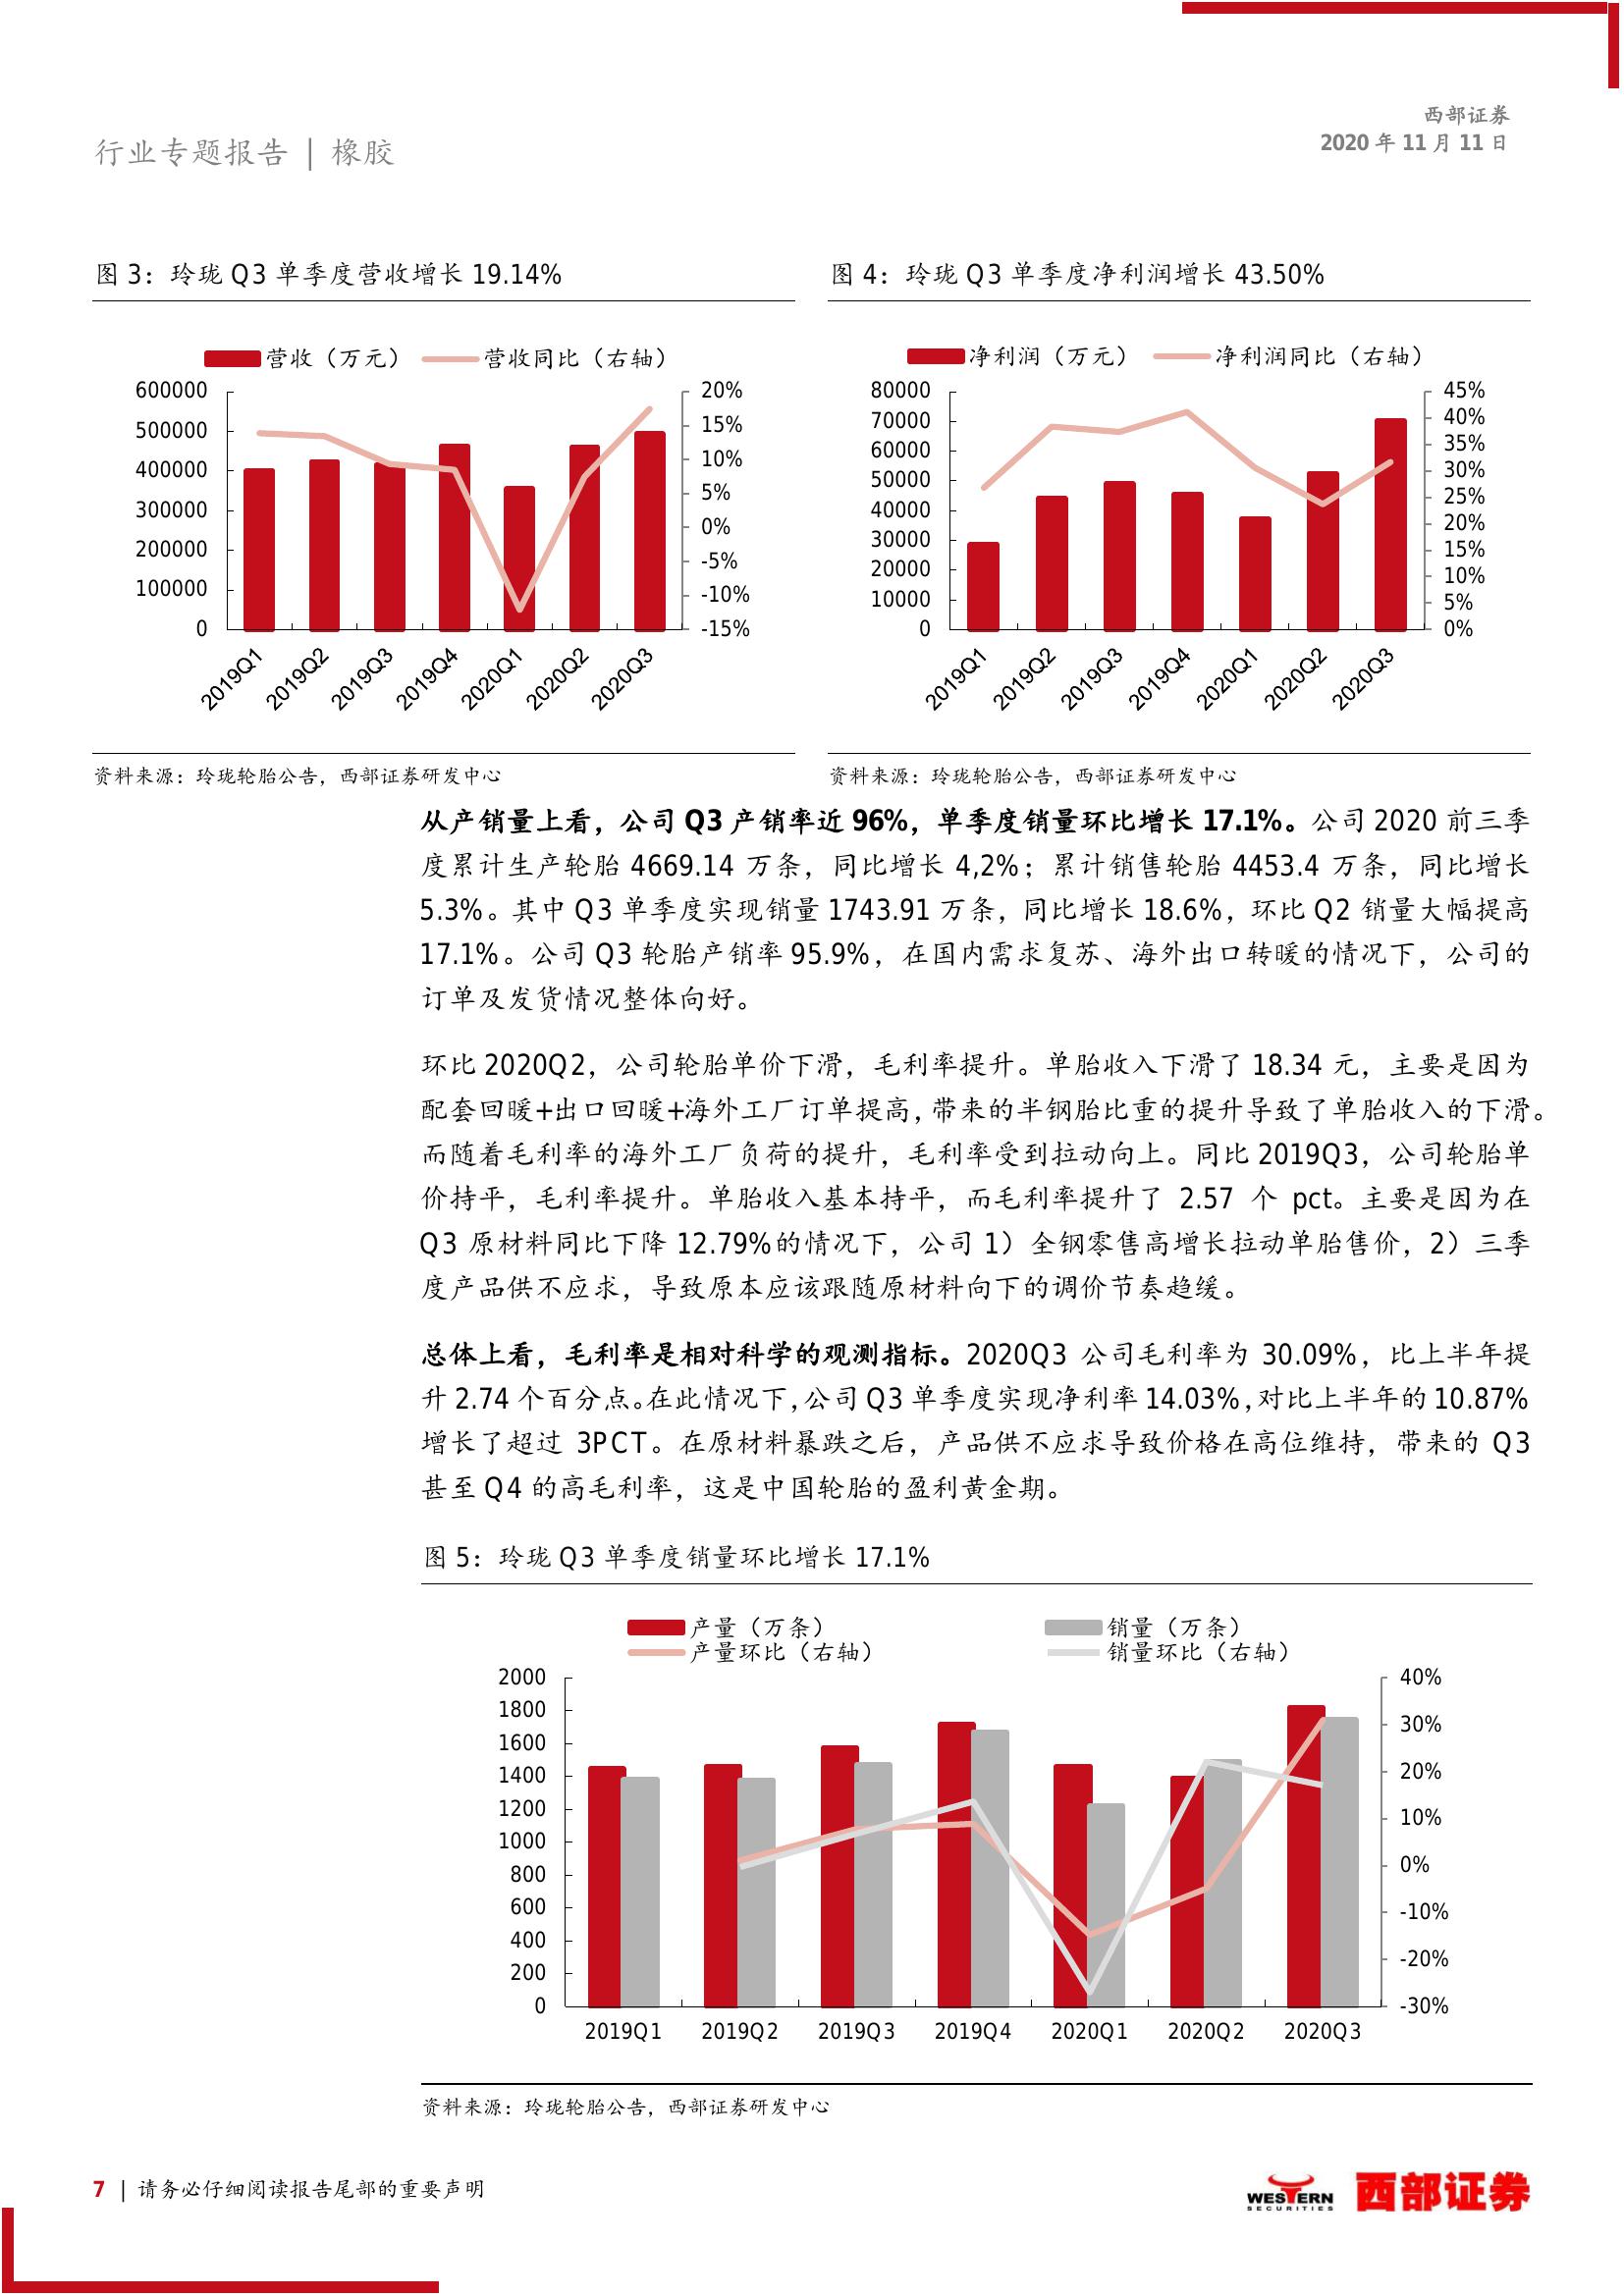 西部证券
2020 年 11 月 11 日
行业专题报告 | 橡胶
图 3：玲珑 Q3 单季度营收增长 19.14%
图 4：玲珑 Q3 单季度净利润增长 43.50%
营收（万元） 营收同比（右轴）
600000
500000
400000
300000
200000
100000
0
20%
15%
10%
5%
0%
-5%
-10%
-15%
2019Q1 2019Q2 2019Q3 2019Q4 2020Q1 2020Q2 2020Q3
净利润（万元） 净利润同比（右轴）
80000
70000
60000
50000
40000
30000
20000
10000
0
45%
40%
35%
30%
25%
20%
15%
10%
5%
0%
2019Q1 2019Q2 2019Q3 2019Q4 2020Q1 2020Q2 2020Q3
资料来源：玲珑轮胎公告，西部证券研发中心
资料来源：玲珑轮胎公告，西部证券研发中心
从产销量上看，公司 Q3 产销率近 96%，单季度销量环比增长 17.1%。公司 2020 前三季
度累计生产轮胎 4669.14 万条，同比增长 4,2%；累计销售轮胎 4453.4 万条，同比增长
5.3%。其中 Q3 单季度实现销量 1743.91 万条，同比增长 18.6%，环比 Q2 销量大幅提高
17.1%。公司 Q3 轮胎产销率 95.9%，在国内需求复苏、海外出口转暖的情况下，公司的
订单及发货情况整体向好。
环比 2020Q2，公司轮胎单价下滑，毛利率提升。单胎收入下滑了 18.34 元，主要是因为
配套回暖+出口回暖+海外工厂订单提高，带来的半钢胎比重的提升导致了单胎收入的下滑。
而随着毛利率的海外工厂负荷的提升，毛利率受到拉动向上。同比 2019Q3，公司轮胎单
价持平，毛利率提升。单胎收入基本持平，而毛利率提升了 2.57 个 pct。主要是因为在
Q3 原材料同比下降 12.79%的情况下，公司 1）全钢零售高增长拉动单胎售价，2）三季
度产品供不应求，导致原本应该跟随原材料向下的调价节奏趋缓。
总体上看，毛利率是相对科学的观测指标。2020Q3 公司毛利率为 30.09%，比上半年提
升 2.74 个百分点。在此情况下，公司 Q3 单季度实现净利率 14.03%，对比上半年的 10.87%
增长了超过 3PCT。在原材料暴跌之后，产品供不应求导致价格在高位维持，带来的 Q3
甚至 Q4 的高毛利率，这是中国轮胎的盈利黄金期。
图 5：玲珑 Q3 单季度销量环比增长 17.1%
产量（万条） 销量（万条）
产量环比（右轴） 销量环比（右轴）
2000
1800
1600
1400
1200
1000
800
600
400
200
0
40%
30%
20%
10%
0%
-10%
-20%
-30%
2019Q1 2019Q2 2019Q3 2019Q4 2020Q1 2020Q2 2020Q3
资料来源：玲珑轮胎公告，西部证券研发中心
7 | 请务必仔细阅读报告尾部的重要声明
WESTERN
SECURITIES
西部证券